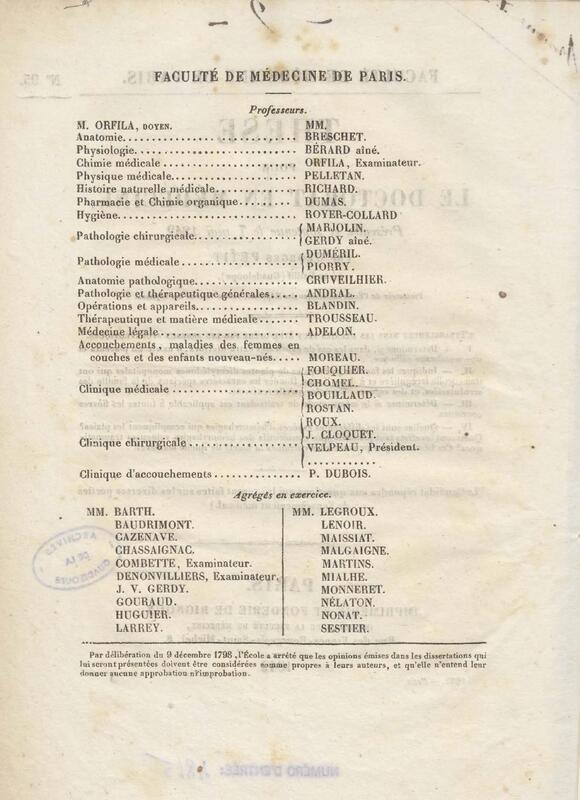 FACULTÉ DE MÉDECINE DE PARIS.
Professeurs.
M. ORFILA, DOYEN. MM.
Anatomie.............................. BRESCHET.
Physiologie............................ BÉRARD aîné.
Chimie médicale....................... ORFILA, Examinateur.
Physique médicale..................... PELLETAN.
Histoire naturelle médicale.............. RICHARD.
Pharmacie et Chimie organique......... DUMAS.
Hygiène............................... ROYER-COLLARD
Pathologie chirurgicale................. { MARJOLIN.
GERDY aîné.
Pathologie médicale................... { DUMÉRIL.
PIORRY.
Anatomie pathologique................. CRUVEILHIER.
Pathologie et thérapeutique générales..... ANDRAL.
Opérations et appareils................. BLANDIN.
Thérapeutique et matière médicale....... TROUSSEAU.
Médecine légale....................... ADELON.
Accouchements, maladies des femmes en
couches et des enfants nouveau-nés..... MOREAU.
Clinique médicale..................... { FOUQUIER.
CHOMEL.
BOUILLAUD.
ROSTAN.
Clinique chirurgicale................... { ROUX.
J. CLOQUET.
VELPEAU, Président.
............
Clinique d'accouchements............... P. DUBOIS.
Agrégés en exercice.
MM. BARTH. MM. LEGROUX.
BAUDRIMONT. LENOIR.
CAZENAVE. MAISSIAT.
CHASSAIGNAC. MALGAIGNE.
COMBETTE, Examinateur. MARTINS.
DENONVILLIERS, Examinateur. MIALHE.
J. V. GERDY. MONNERET.
GOURAUD. NÉLATON.
HUGUIER. NONAT.
LARREY. SESTIER.
Par délibération du 9 décembre 1798, l'École a arrêté que les opinions émises dans les dissertations qui
lui seront présentées doivent être considérées comme propres à leurs auteurs, et qu'elle n'entend leur
donner aucune approbation ni improbation.
ARCHIVES
DE LA
GUADELOUPE
NUMÉRO D'ENTRÉE: